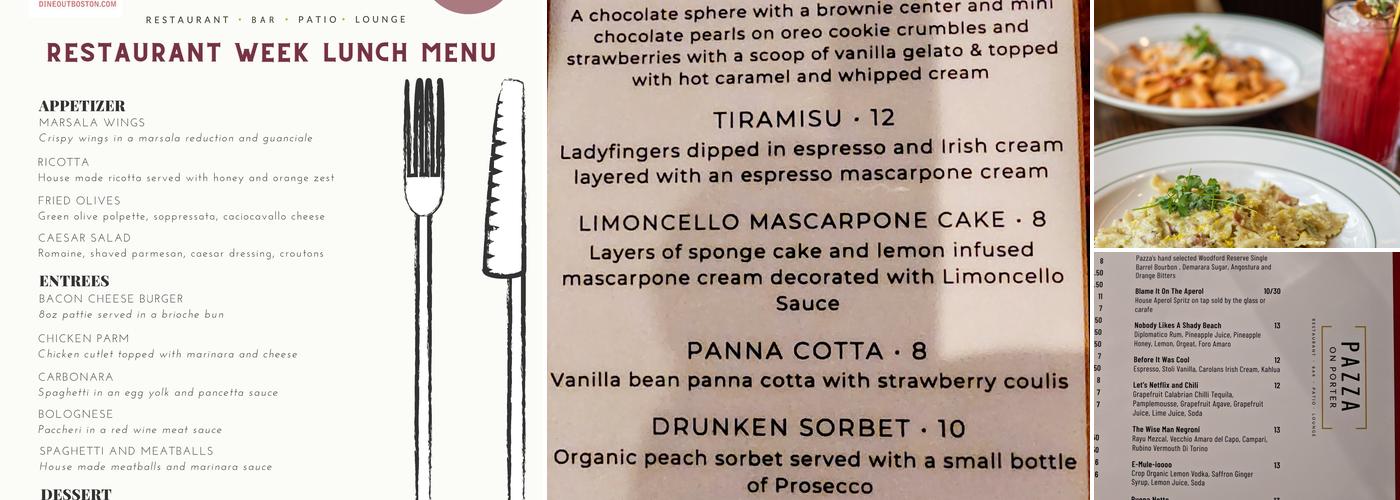 DINEOUTBOSTON.COM
RESTAURANT • BAR • PATIO • LOUNGE
RESTAURANT WEEK LUNCH MENU
APPETIZER
MARSALA WINGS
Crispy wings in a marsala reduction and guanciale
RICOTTA
House made ricotta served with honey and orange zest
FRIED OLIVES
Green olive polpette, soppressata, caciocavallo cheese
CAESAR SALAD
Romaine, shaved parmesan, caesar dressing, croutons
ENTREES
BACON CHEESE BURGER
8oz pattie served in a brioche bun
CHICKEN PARM
Chicken cutlet topped with marinara and cheese
CARBONARA
Spaghetti in an egg yolk and pancetta sauce
BOLOGNESE
Paccheri in a red wine meat sauce
SPAGHETTI AND MEATBALLS
House made meatballs and marinara sauce
DESSERT
A chocolate sphere with a brownie center and mini
chocolate pearls on oreo cookie crumbles and
strawberries with a scoop of vanilla gelato & topped
with hot caramel and whipped cream
TIRAMISU • 12
Ladyfingers dipped in espresso and Irish cream
layered with an espresso mascarpone cream
LIMONCELLO MASCARPONE CAKE • 8
Layers of sponge cake and lemon infused
mascarpone cream decorated with Limoncello
Sauce
PANNA COTTA • 8
Vanilla bean panna cotta with strawberry coulis
DRUNKEN SORBET • 10
Organic peach sorbet served with a small bottle
of Prosecco
Pazza's hand selected Woodford Reserve Single
Barrel Bourbon , Demarara Sugar, Angostura and
Orange Bitters
Blame It On The Aperol 10/30
House Aperol Spritz on tap sold by the glass or
carafe
Nobody Likes A Shady Beach 13
Diplomatico Rum, Pineapple Juice, Pineapple
Honey, Lemon, Orgeat, Foro Amaro
Before It Was Cool 12
Espresso, Stoli Vanilla, Carolans Irish Cream, Kahlua
Let's Netflix and Chili 12
Grapefruit Calabrian Chilli Tequila,
Pamplemousse, Grapefruit Agave, Grapefruit
Juice, Lime Juice, Soda
The Wise Man Negroni 13
Rayu Mezcal, Vecchio Amaro del Capo, Campari,
Rubino Vermouth Di Torino
E-Mule-ioooo 13
Crop Organic Lemon Vodka, Saffron Ginger
Syrup, Lemon Juice, Soda
PAZZA
ON PORTER
RESTAURANT • BAR • PATIO • LOUNGE